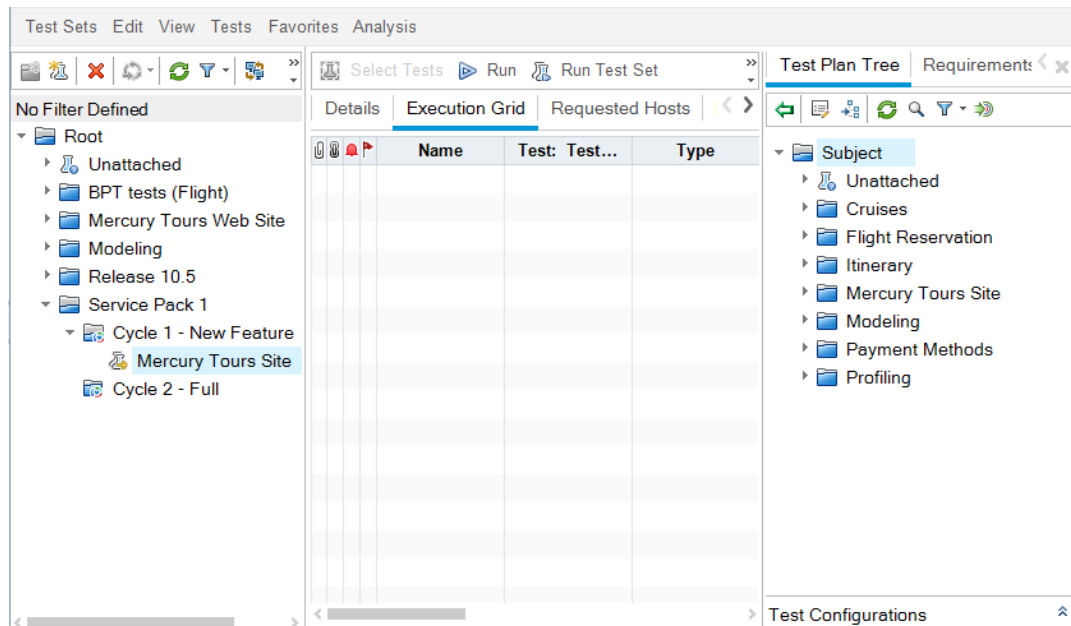 Test Sets Edit View Tests Favorites Analysis
Select Tests Run Run Test Set
Test Plan Tree Requirements
No Filter Defined
Root
Unattached
BPT tests (Flight)
Mercury Tours Web Site
Modeling
Release 10.5
Service Pack 1
Cycle 1 - New Feature
Mercury Tours Site
Cycle 2 - Full
Details Execution Grid Requested Hosts
Name Test: Test... Type
Subject
Unattached
Cruises
Flight Reservation
Itinerary
Mercury Tours Site
Modeling
Payment Methods
Profiling
Test Configurations